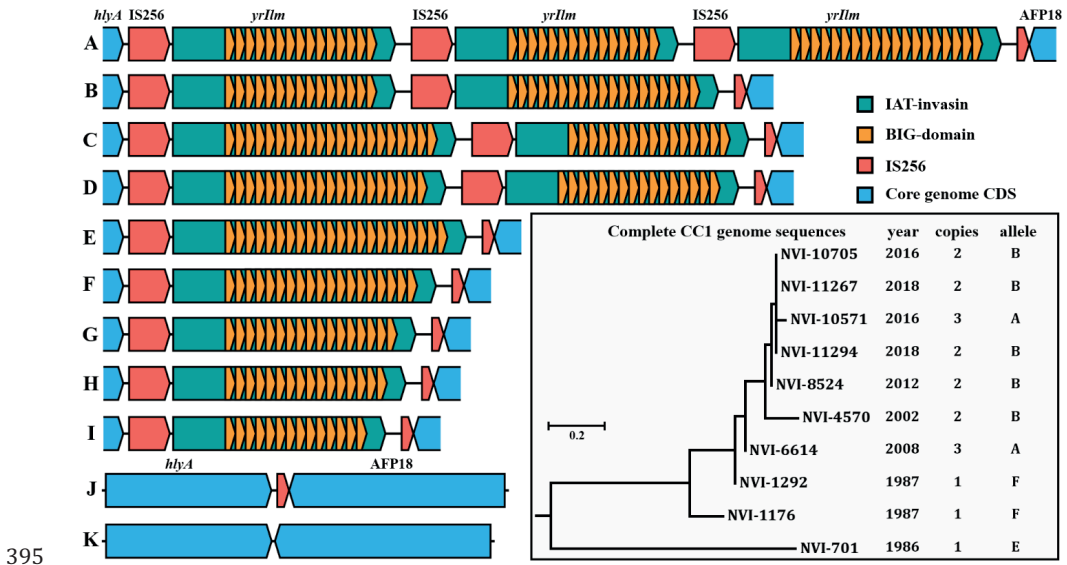 hlyA IS256 yrIlm IS256 yrIlm IS256 yrIlm AFP18
A
B
C
D
E
F
G
H
I
hlyA AFP18
J
K
IAT-invasin
BIG-domain
IS256
Core genome CDS
Complete CC1 genome sequences year copies allele
NVI-10705 2016 2 B
NVI-11267 2018 2 B
NVI-10571 2016 3 A
NVI-11294 2018 2 B
NVI-8524 2012 2 B
NVI-4570 2002 2 B
NVI-6614 2008 3 A
NVI-1292 1987 1 F
NVI-1176 1987 1 F
NVI-701 1986 1 E
0.2
395